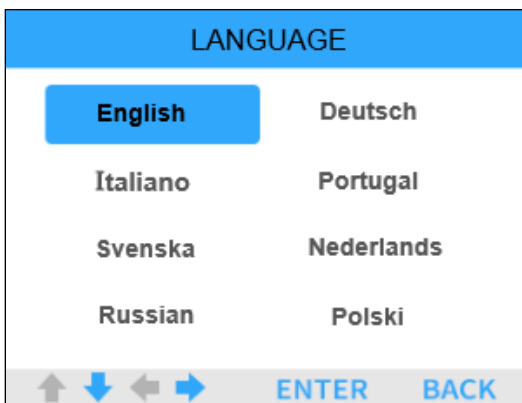 LANGUAGE
English Deutsch
Italiano Portugal
Svenska Nederlands
Russian Polski
ENTER BACK